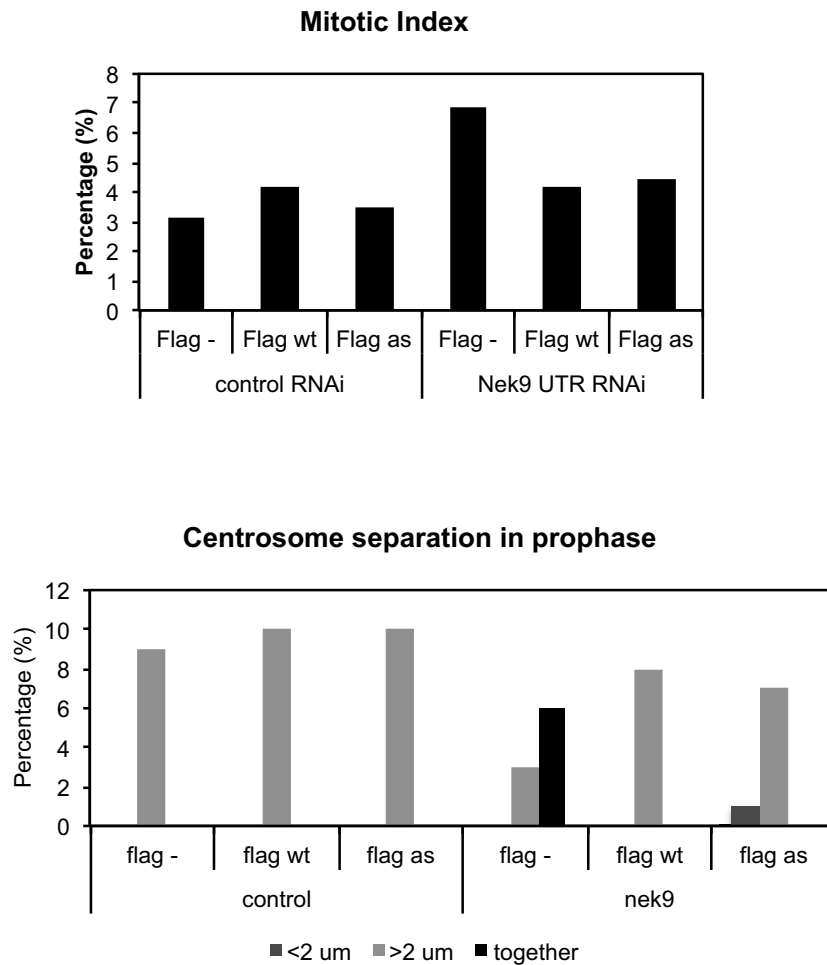 Mitotic Index
8
7
6
5
4
3
2
1
0
Percentage (%)
Flag - Flag wt Flag as Flag - Flag wt Flag as
control RNAi Nek9 UTR RNAi
Centrosome separation in prophase
12
10
8
6
4
2
0
Percentage (%)
flag - flag wt flag as flag - flag wt flag as
control nek9
<2 um >2 um together